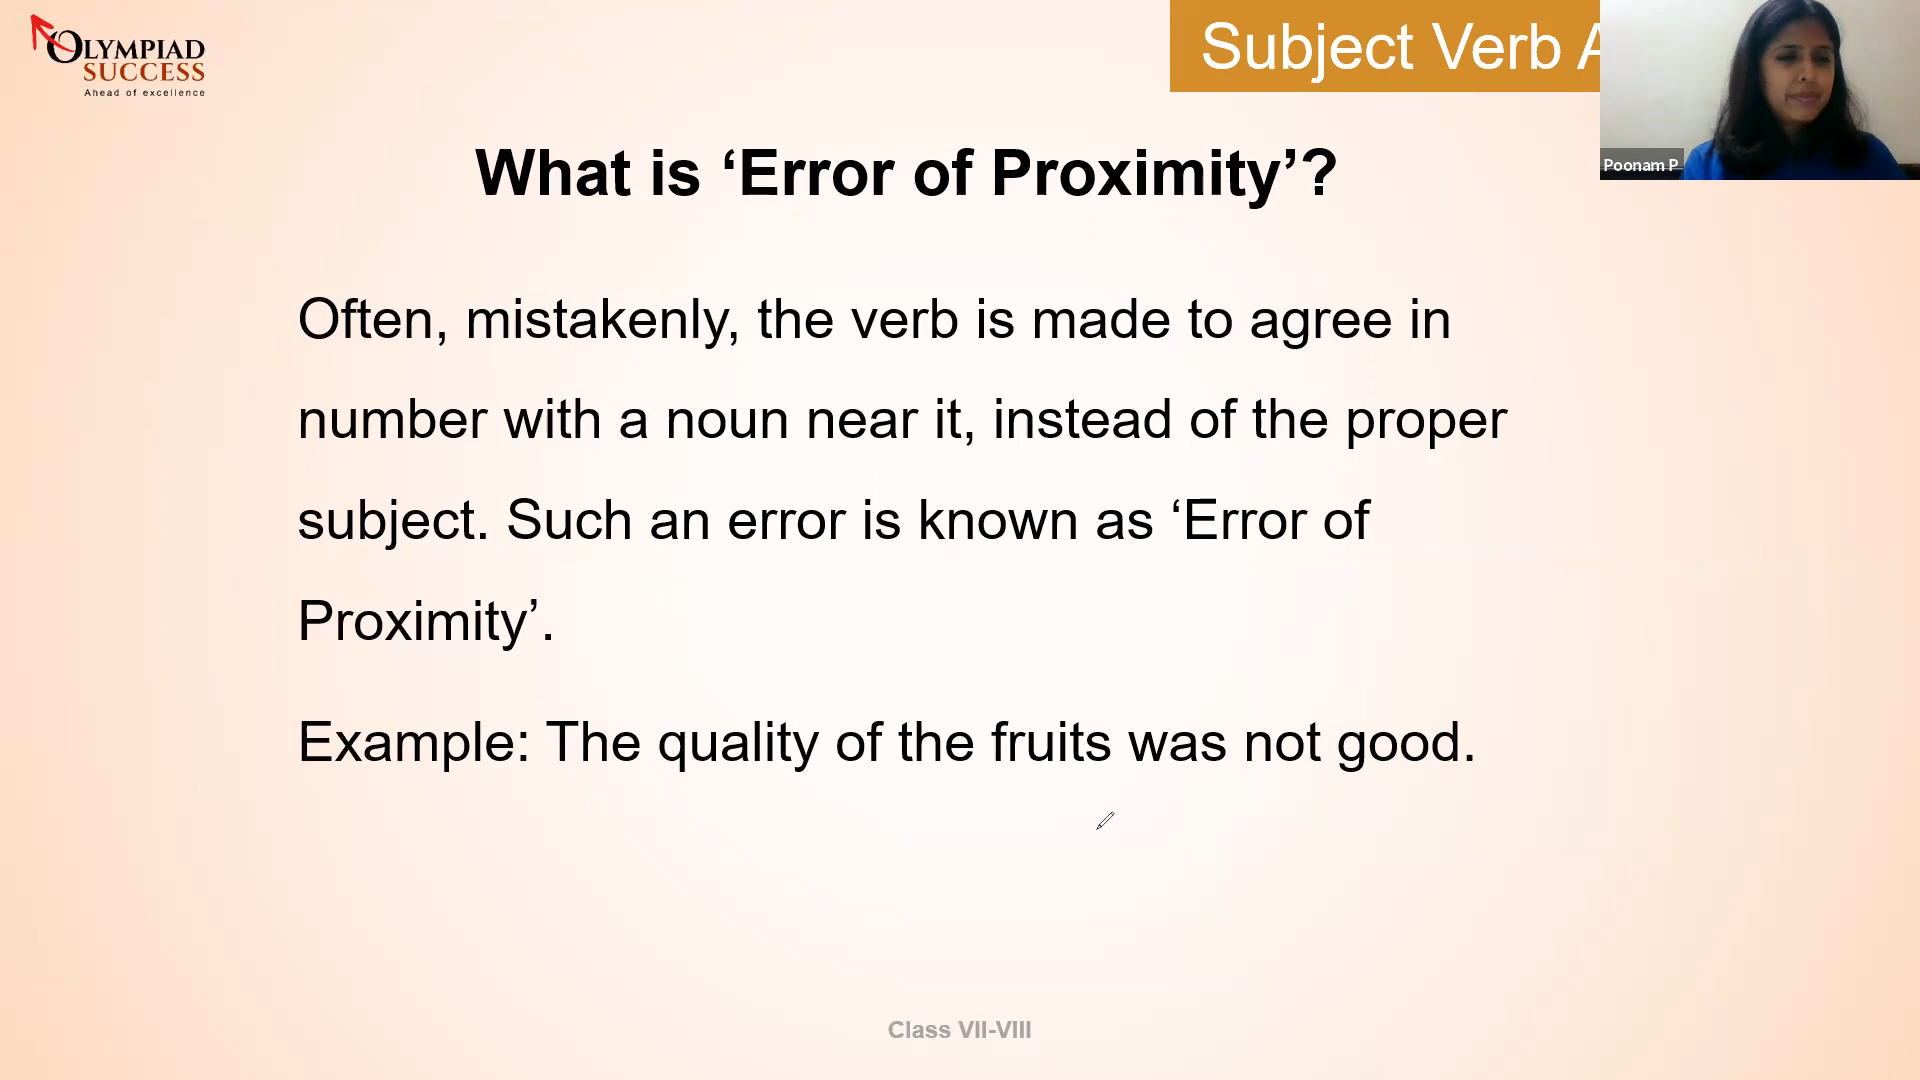 OLYMPIAD
SUCCESS
Ahead of excellence
Subject Verb A
Poonam P
What is ‘Error of Proximity’?
Often, mistakenly, the verb is made to agree in
number with a noun near it, instead of the proper
subject. Such an error is known as ‘Error of
Proximity’.
Example: The quality of the fruits was not good.
Class VII-VIII